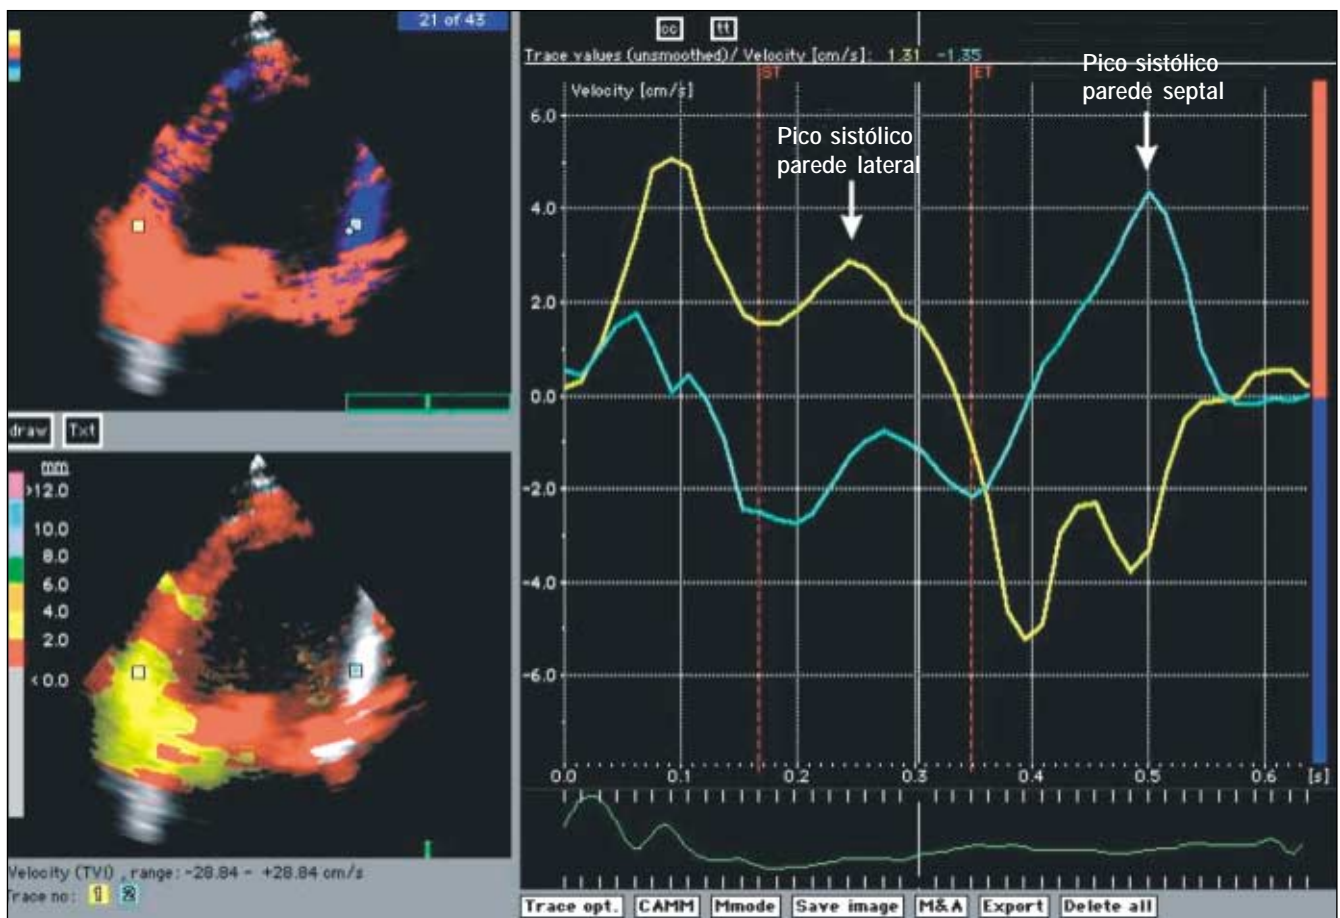 21 of 43
cc
tt
Trace values (unsmoothed)/ Velocity [cm/s]: 1.31 -1.35
ST
ET
Velocity [cm/s]
Pico sistólico
parede septal
Pico sistólico
parede lateral
6.0
4.0
2.0
0.0
-2.0
-4.0
-6.0
0.0 0.1 0.2 0.3 0.4 0.5 0.6 [s]
draw
Txt
mm
>12.0
10.0
8.0
6.0
4.0
2.0
<0.0
Velocity (TVI) , range: -28.84 - +28.84 cm/s
Trace no: 1 2
Trace opt. CAMM Mmode Save image M&A Export Delete all